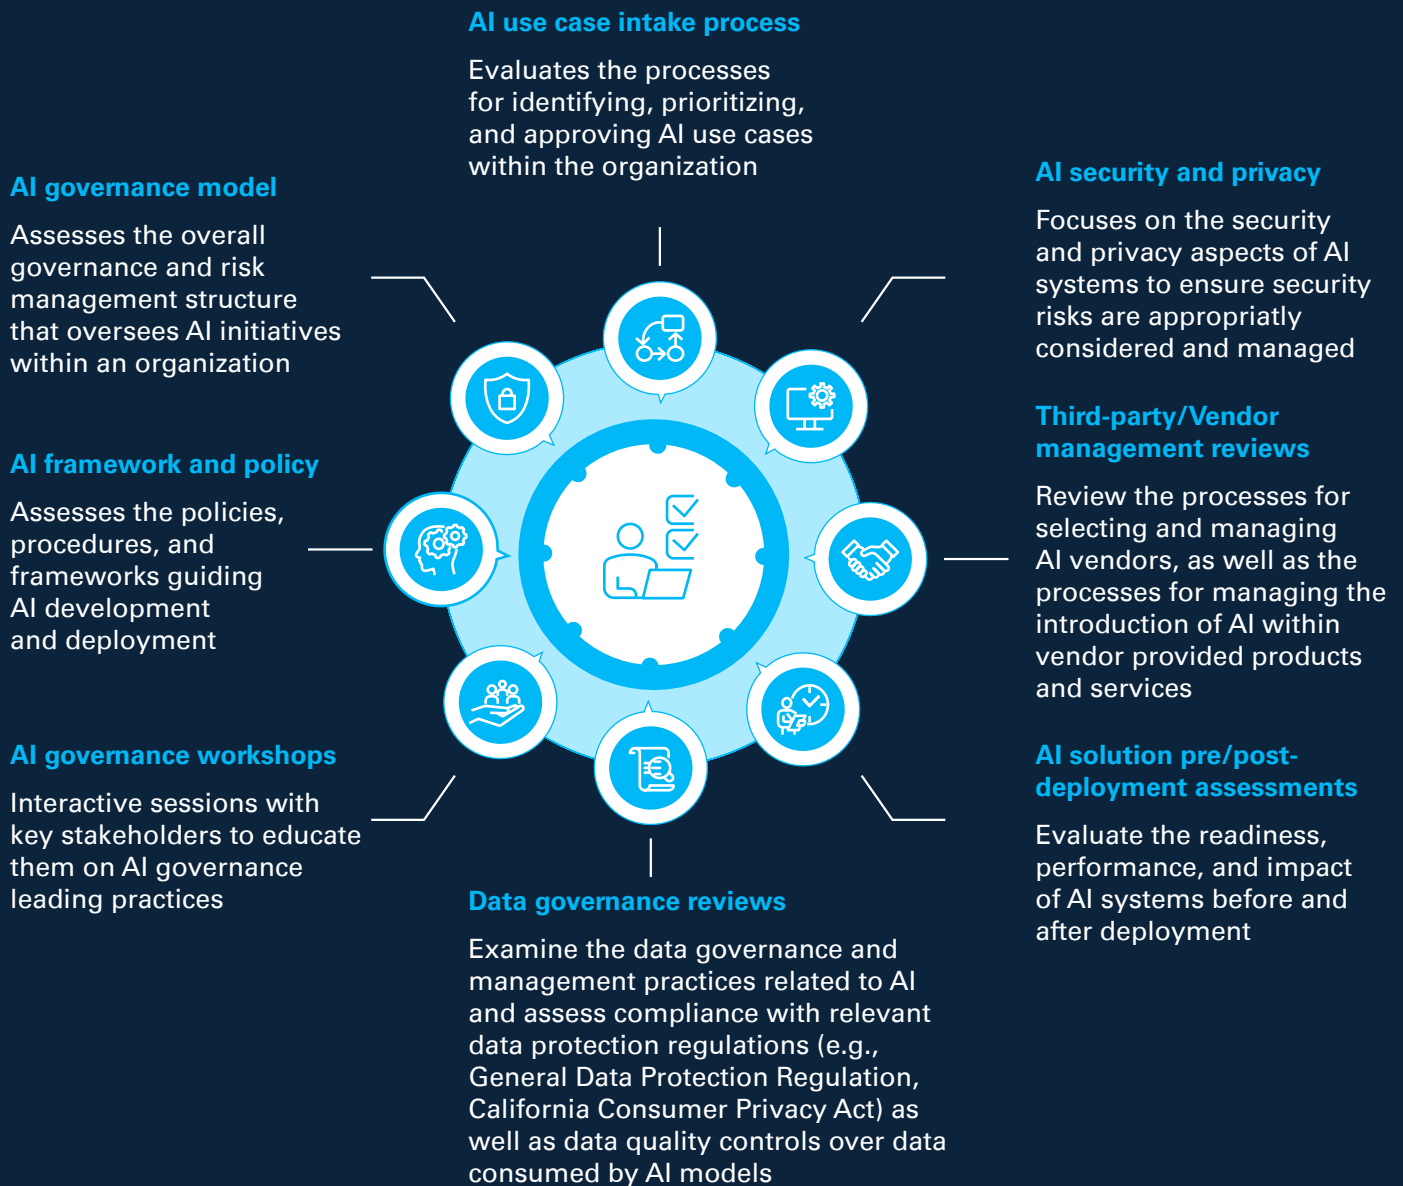 AI use case intake process
Evaluates the processes
for identifying, prioritizing,
and approving AI use cases
within the organization
AI governance model
Assesses the overall
governance and risk
management structure
that oversees AI initiatives
within an organization
AI framework and policy
Assesses the policies,
procedures, and
frameworks guiding
AI development
and deployment
AI governance workshops
Interactive sessions with
key stakeholders to educate
them on AI governance
leading practices
AI security and privacy
Focuses on the security
and privacy aspects of AI
systems to ensure security
risks are appropriatly
considered and managed
Third-party/Vendor
management reviews
Review the processes for
selecting and managing
AI vendors, as well as the
processes for managing the
introduction of AI within
vendor provided products
and services
AI solution pre/post-
deployment assessments
Evaluate the readiness,
performance, and impact
of AI systems before and
after deployment
Data governance reviews
Examine the data governance and
management practices related to AI
and assess compliance with relevant
data protection regulations (e.g.,
General Data Protection Regulation,
California Consumer Privacy Act) as
well as data quality controls over data
consumed by AI models